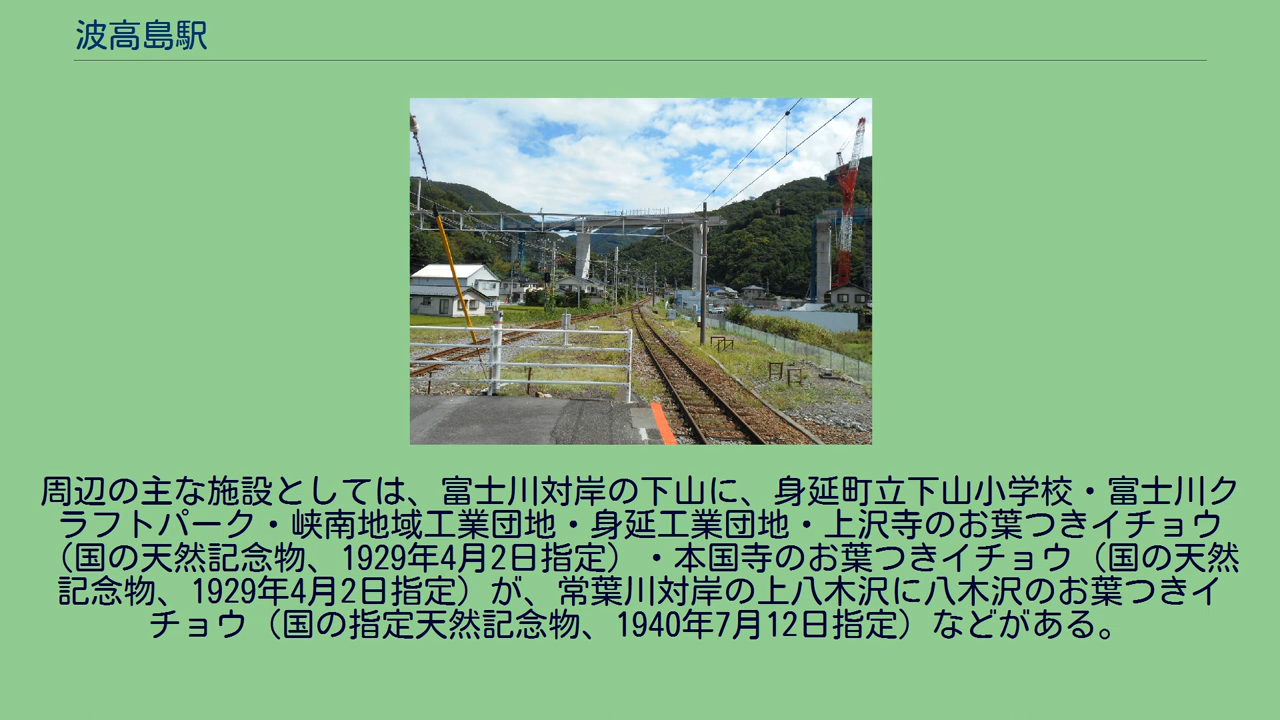 波高島駅
周辺の主な施設としては、富士川対岸の下山に、身延町立下山小学校・富士川ク
ラフトパーク・峡南地域工業団地・身延工業団地・上沢寺のお葉つきイチョウ
（国の天然記念物、1929年4月2日指定）・本国寺のお葉つきイチョウ（国の天然
記念物、1929年4月2日指定）が、常葉川対岸の上八木沢に八木沢のお葉つきイ
チョウ（国の指定天然記念物、1940年7月12日指定）などがある。